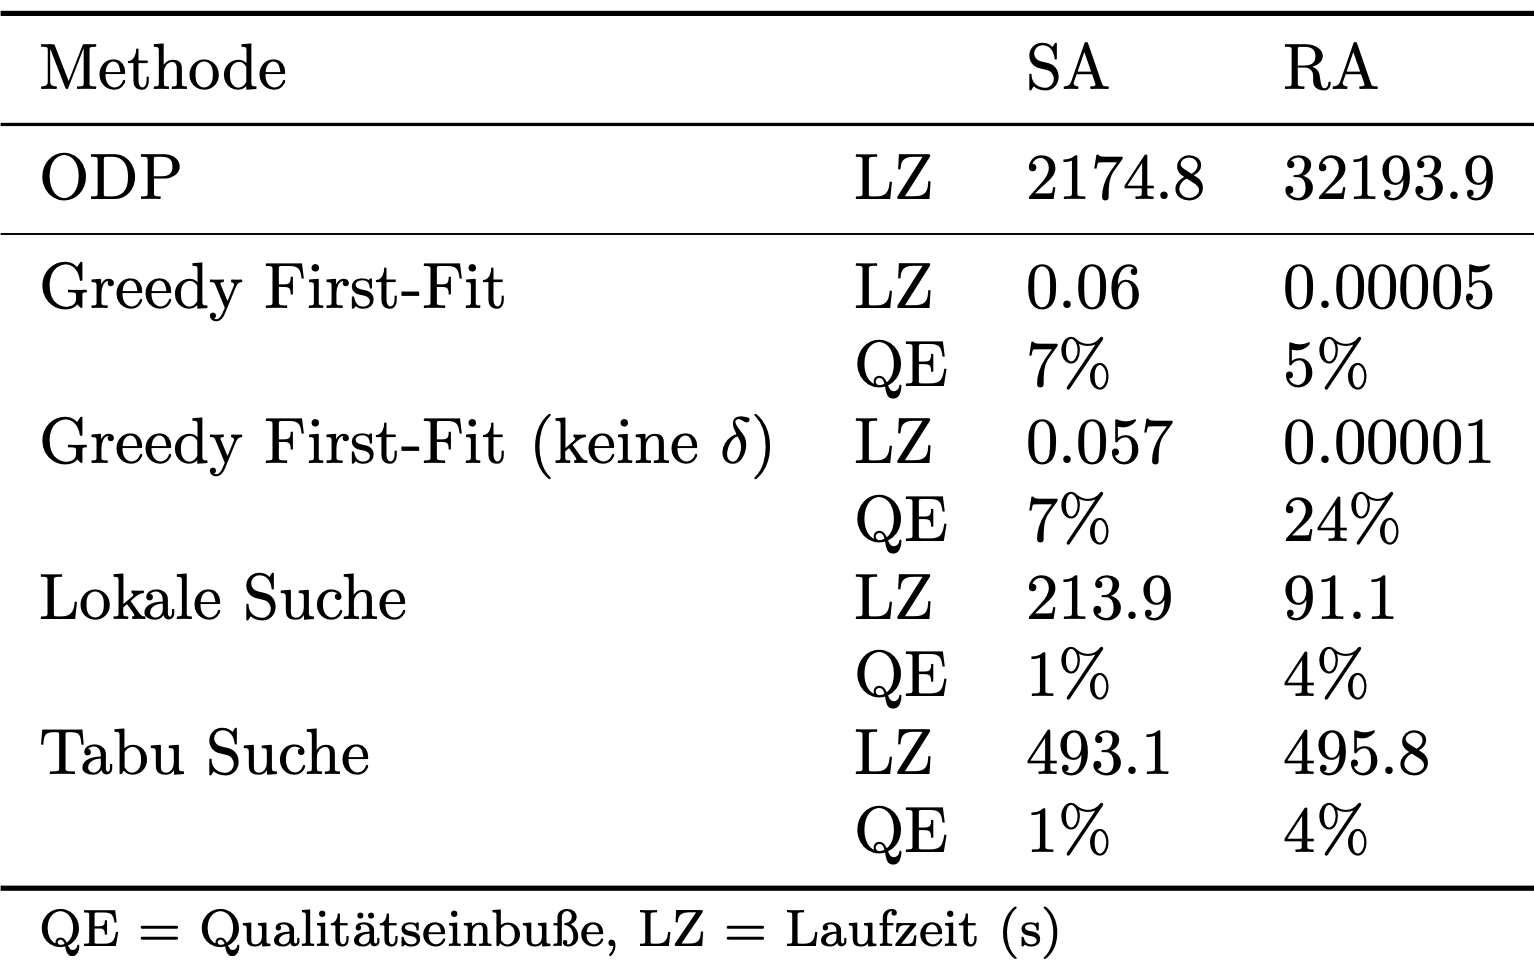 Methode SA RA
ODP LZ 2174.8 32193.9
Greedy First-Fit LZ 0.06 0.00005
QE 7% 5%
Greedy First-Fit (keine δ) LZ 0.057 0.00001
QE 7% 24%
Lokale Suche LZ 213.9 91.1
QE 1% 4%
Tabu Suche LZ 493.1 495.8
QE 1% 4%
QE = Qualitätseinbuße, LZ = Laufzeit (s)